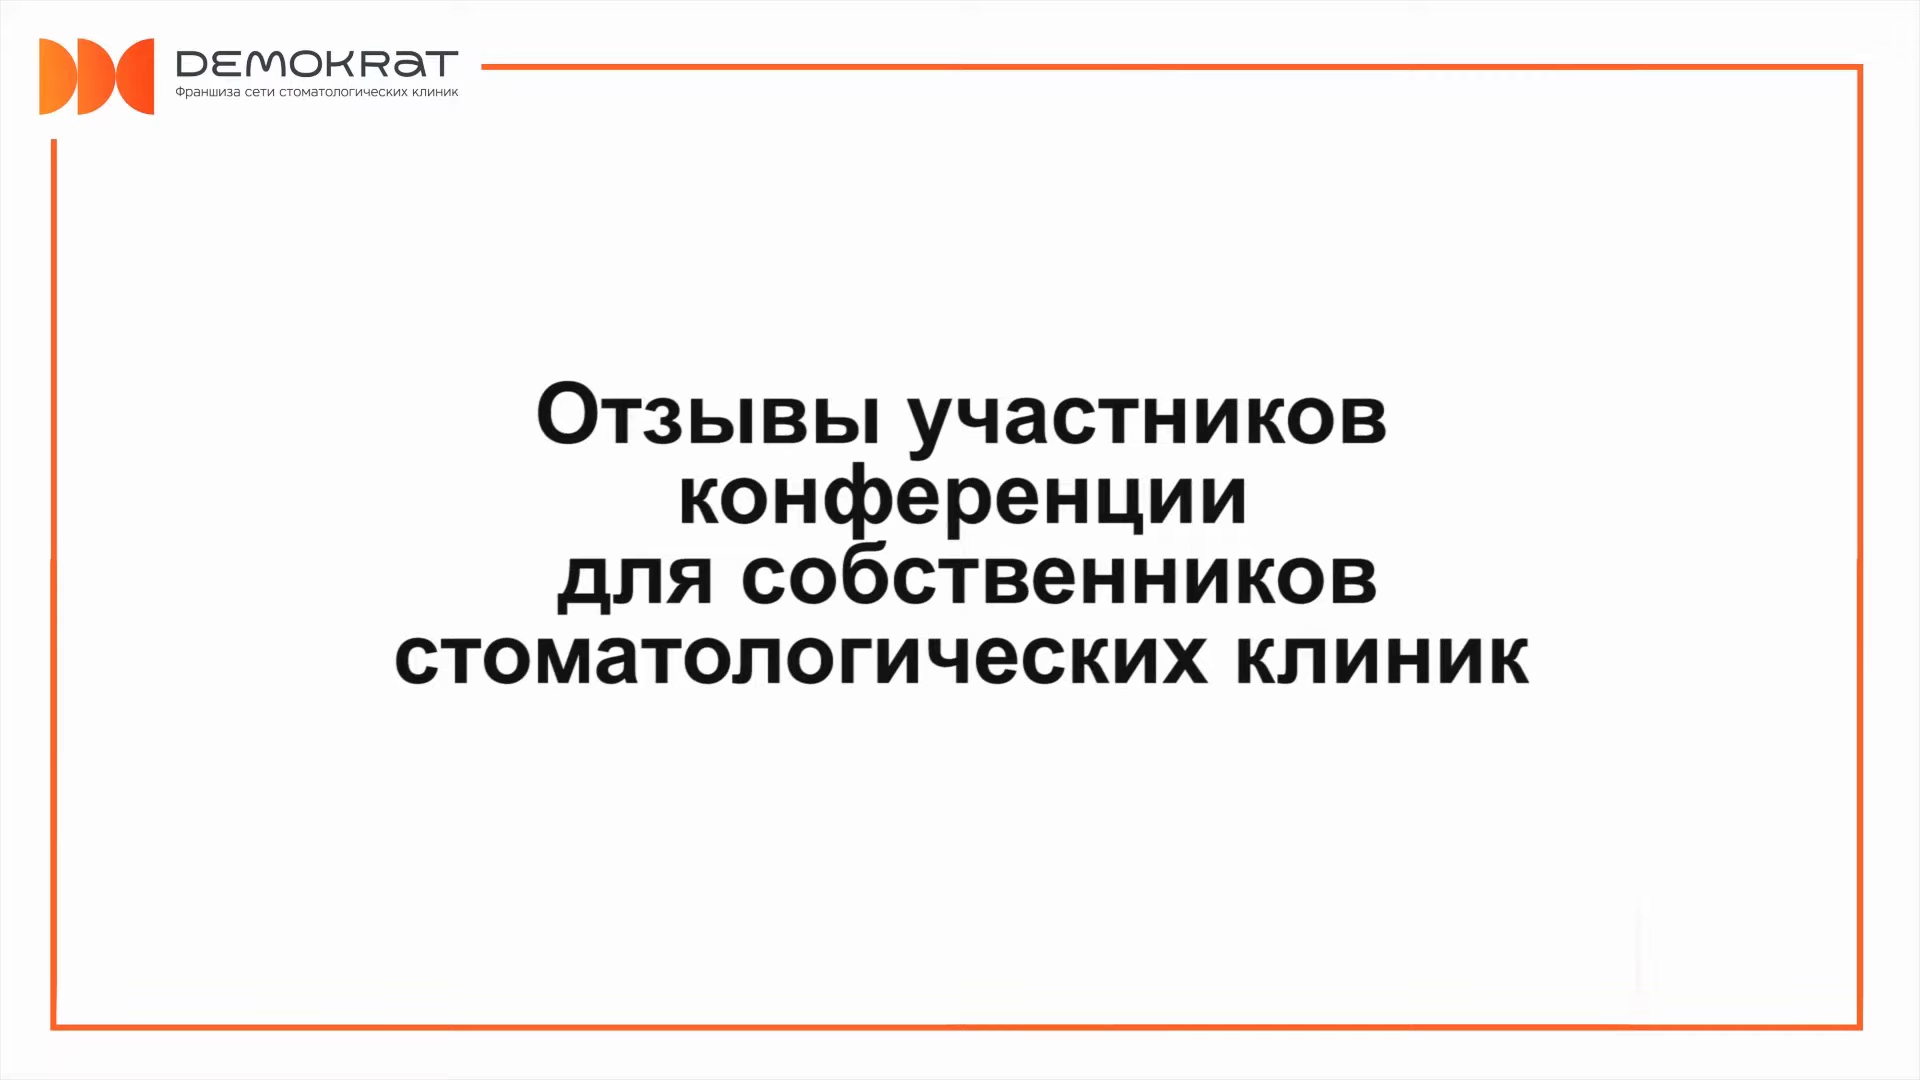 DEMOKRAT
Франшиза сети стоматологических клиник
Отзывы участников
конференции
для собственников
стоматологических клиник